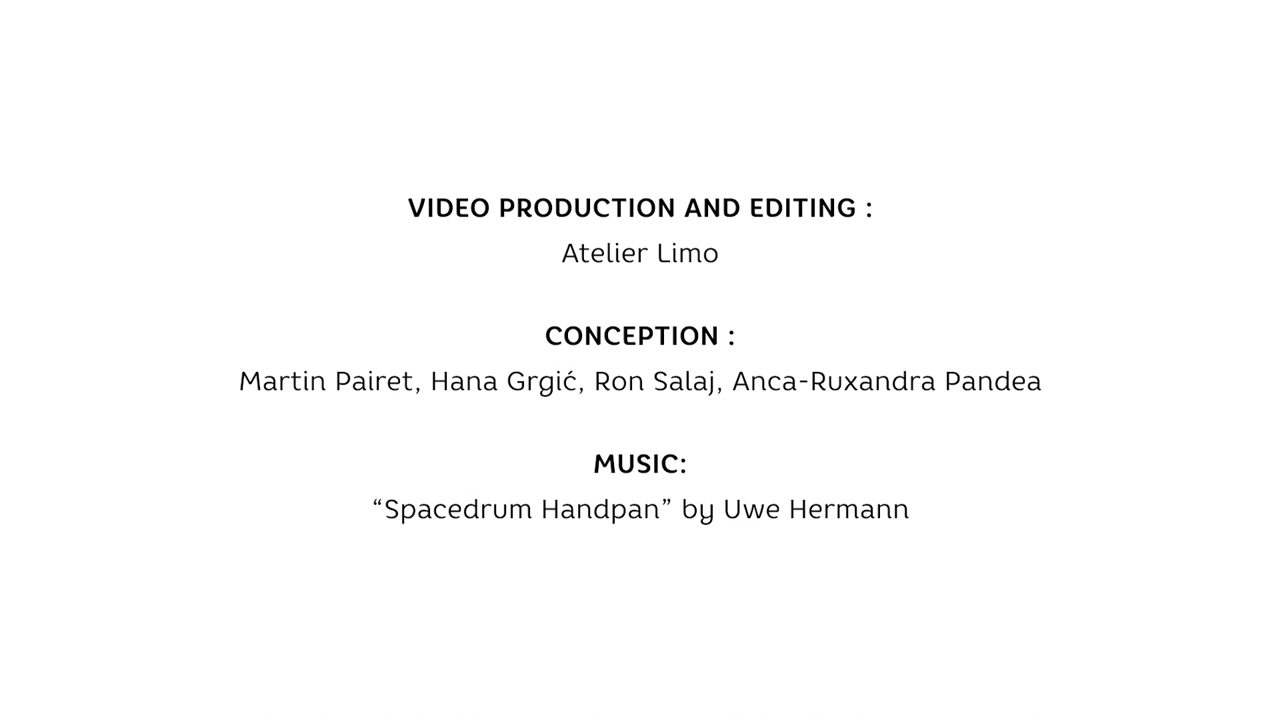 VIDEO PRODUCTION AND EDITING :
Atelier Limo
CONCEPTION :
Martin Pairet, Hana Grgić, Ron Salaj, Anca-Ruxandra Pandea
MUSIC:
“Spacedrum Handpan” by Uwe Hermann